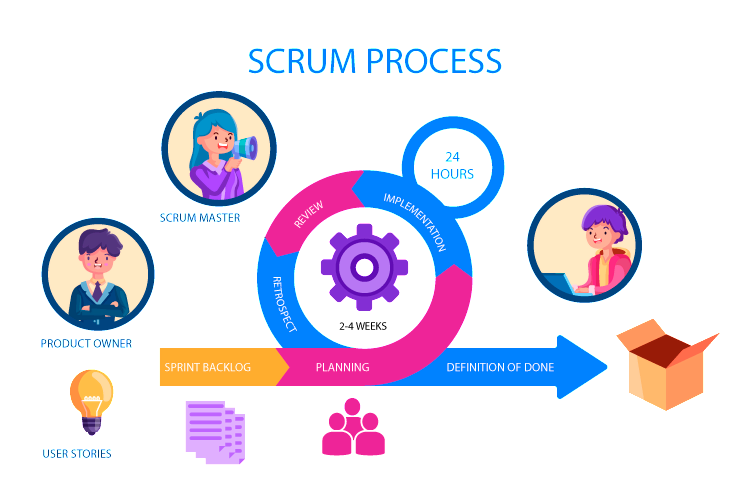 SCRUM PROCESS
24
HOURS
SCRUM MASTER
REVIEW
IMPLEMENTATION
RETROSPECT
2-4 WEEKS
PRODUCT OWNER
SPRINT BACKLOG
PLANNING
DEFINITION OF DONE
USER STORIES